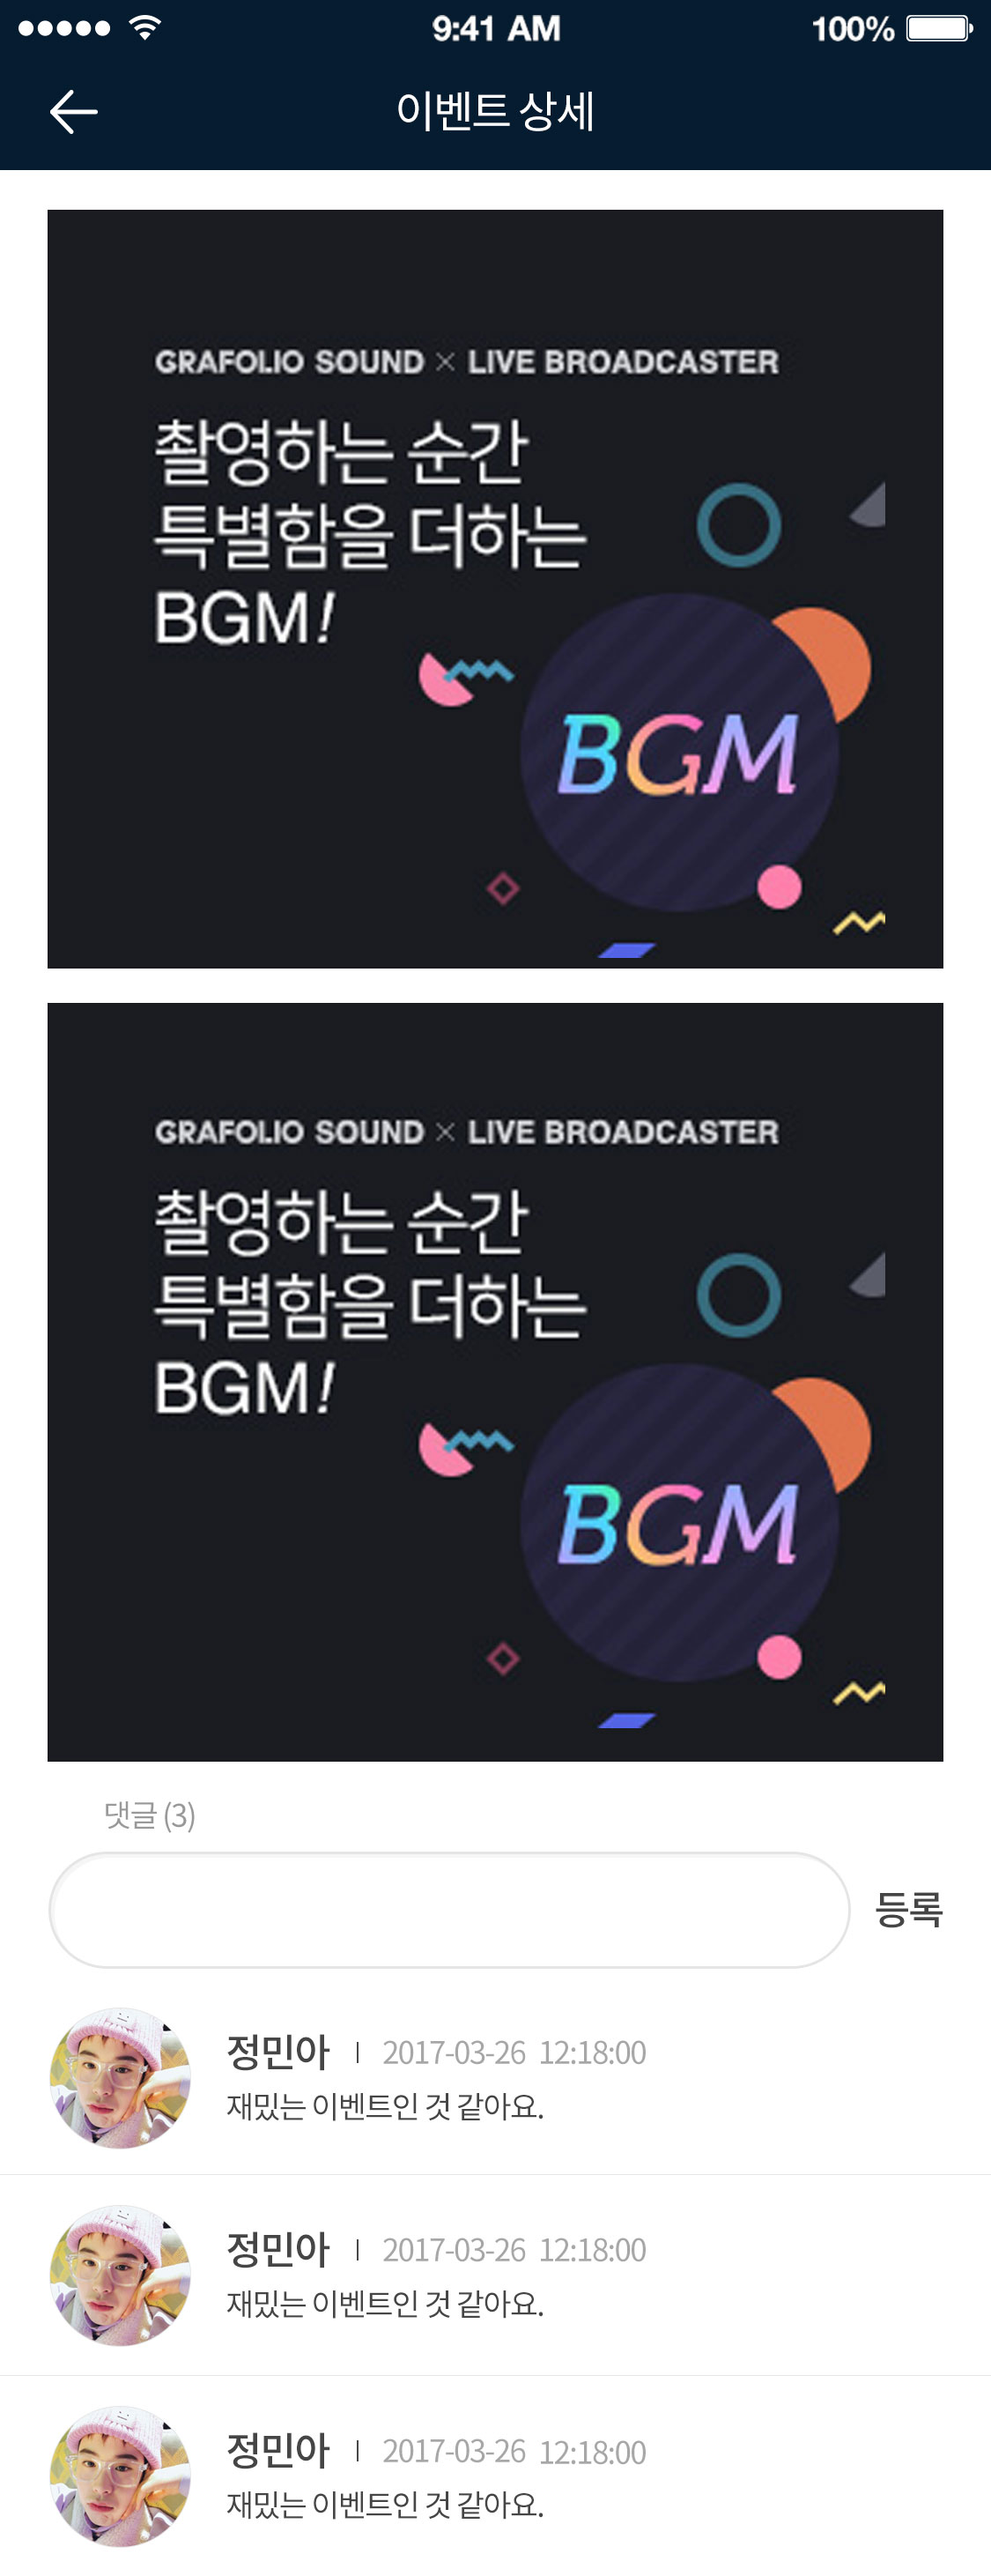 9:41 AM
100%
이벤트 상세
GRAFOLIO SOUND × LIVE BROADCASTER
촬영하는 순간
특별함을 더하는
BGM!
BGM
GRAFOLIO SOUND × LIVE BROADCASTER
촬영하는 순간
특별함을 더하는
BGM!
BGM
댓글 (3)
등록
정민아 | 2017-03-26 12:18:00
재밌는 이벤트인 것 같아요.
정민아 | 2017-03-26 12:18:00
재밌는 이벤트인 것 같아요.
정민아 | 2017-03-26 12:18:00
재밌는 이벤트인 것 같아요.